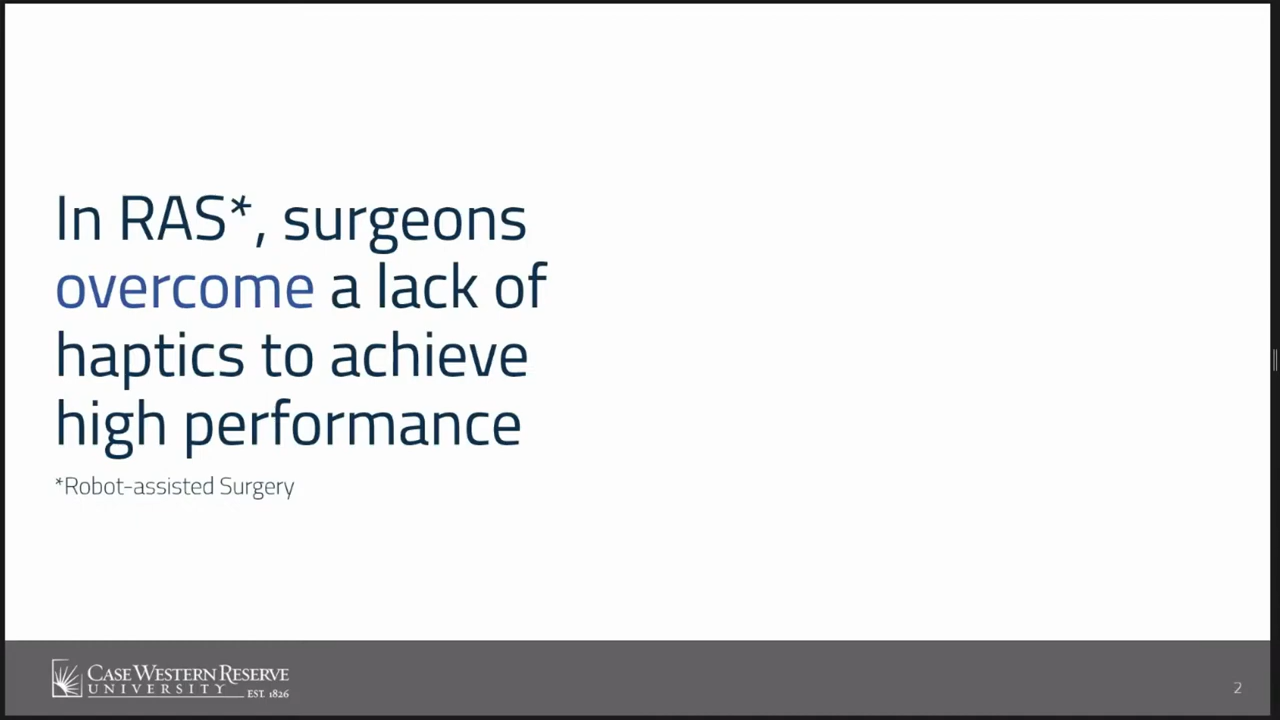 In RAS*, surgeons
overcome a lack of
haptics to achieve
high performance
*Robot-assisted Surgery
CASE WESTERN RESERVE
UNIVERSITY
EST. 1826
2